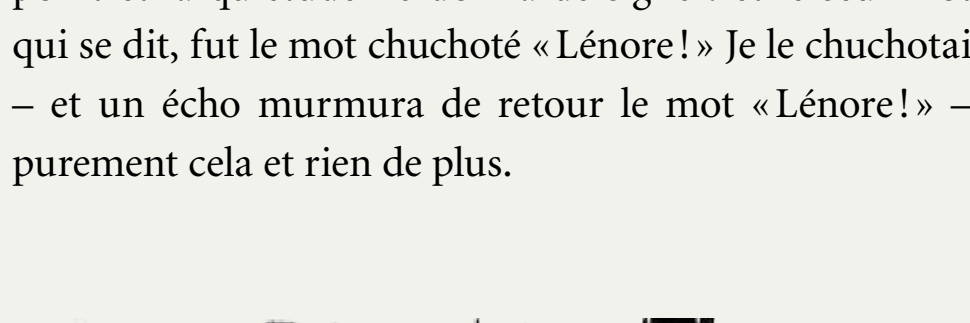 qui se dit, fut le mot chuchoté « Lénore ! » Je le chuchotai
– et un écho murmura de retour le mot « Lénore ! » –
purement cela et rien de plus.